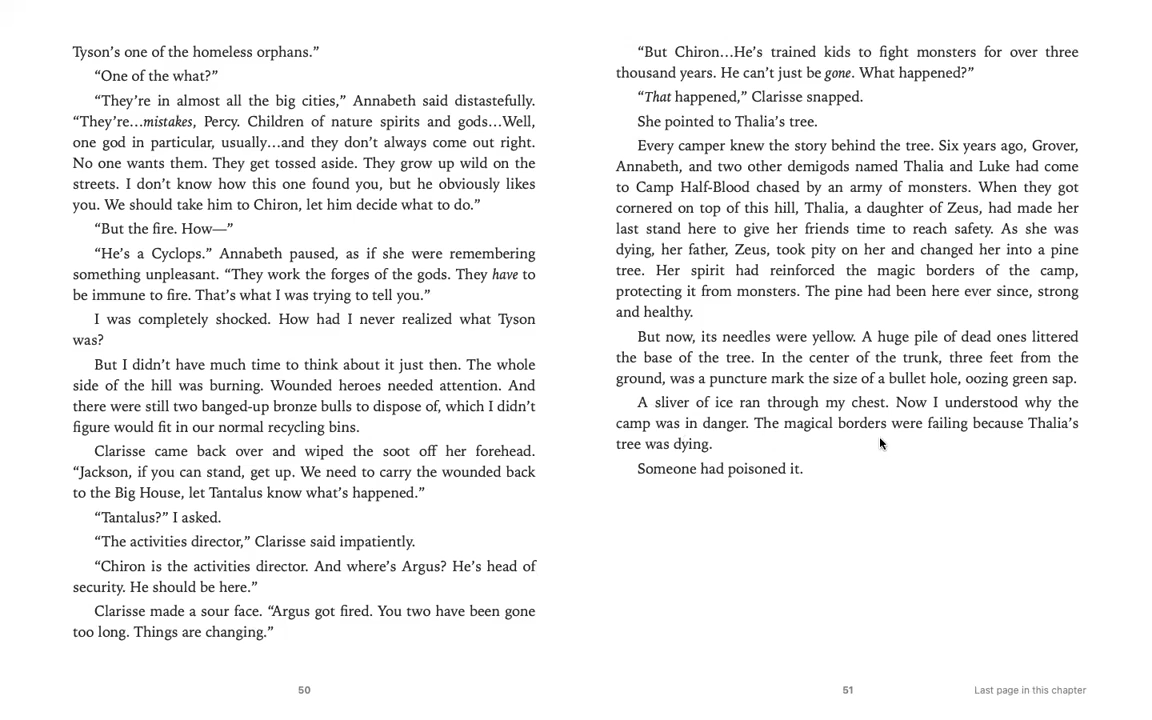 Tyson’s one of the homeless orphans.”
“One of the what?”
“They’re in almost all the big cities,” Annabeth said distastefully.
“They’re…mistakes, Percy. Children of nature spirits and gods…Well,
one god in particular, usually…and they don’t always come out right.
No one wants them. They get tossed aside. They grow up wild on the
streets. I don’t know how this one found you, but he obviously likes
you. We should take him to Chiron, let him decide what to do.”
“But the fire. How—”
“He’s a Cyclops.” Annabeth paused, as if she were remembering
something unpleasant. “They work the forges of the gods. They have to
be immune to fire. That’s what I was trying to tell you.”
I was completely shocked. How had I never realized what Tyson
was?
But I didn’t have much time to think about it just then. The whole
side of the hill was burning. Wounded heroes needed attention. And
there were still two banged-up bronze bulls to dispose of, which I didn’t
figure would fit in our normal recycling bins.
Clarisse came back over and wiped the soot off her forehead.
“Jackson, if you can stand, get up. We need to carry the wounded back
to the Big House, let Tantalus know what’s happened.”
“Tantalus?” I asked.
“The activities director,” Clarisse said impatiently.
“Chiron is the activities director. And where’s Argus? He’s head of
security. He should be here.”
Clarisse made a sour face. “Argus got fired. You two have been gone
too long. Things are changing.”
50
“But Chiron…He’s trained kids to fight monsters for over three
thousand years. He can’t just be gone. What happened?”
“That happened,” Clarisse snapped.
She pointed to Thalia’s tree.
Every camper knew the story behind the tree. Six years ago, Grover,
Annabeth, and two other demigods named Thalia and Luke had come
to Camp Half-Blood chased by an army of monsters. When they got
cornered on top of this hill, Thalia, a daughter of Zeus, had made her
last stand here to give her friends time to reach safety. As she was
dying, her father, Zeus, took pity on her and changed her into a pine
tree. Her spirit had reinforced the magic borders of the camp,
protecting it from monsters. The pine had been here ever since, strong
and healthy.
But now, its needles were yellow. A huge pile of dead ones littered
the base of the tree. In the center of the trunk, three feet from the
ground, was a puncture mark the size of a bullet hole, oozing green sap.
A sliver of ice ran through my chest. Now I understood why the
camp was in danger. The magical borders were failing because Thalia’s
tree was dying.
Someone had poisoned it.
51
Last page in this chapter